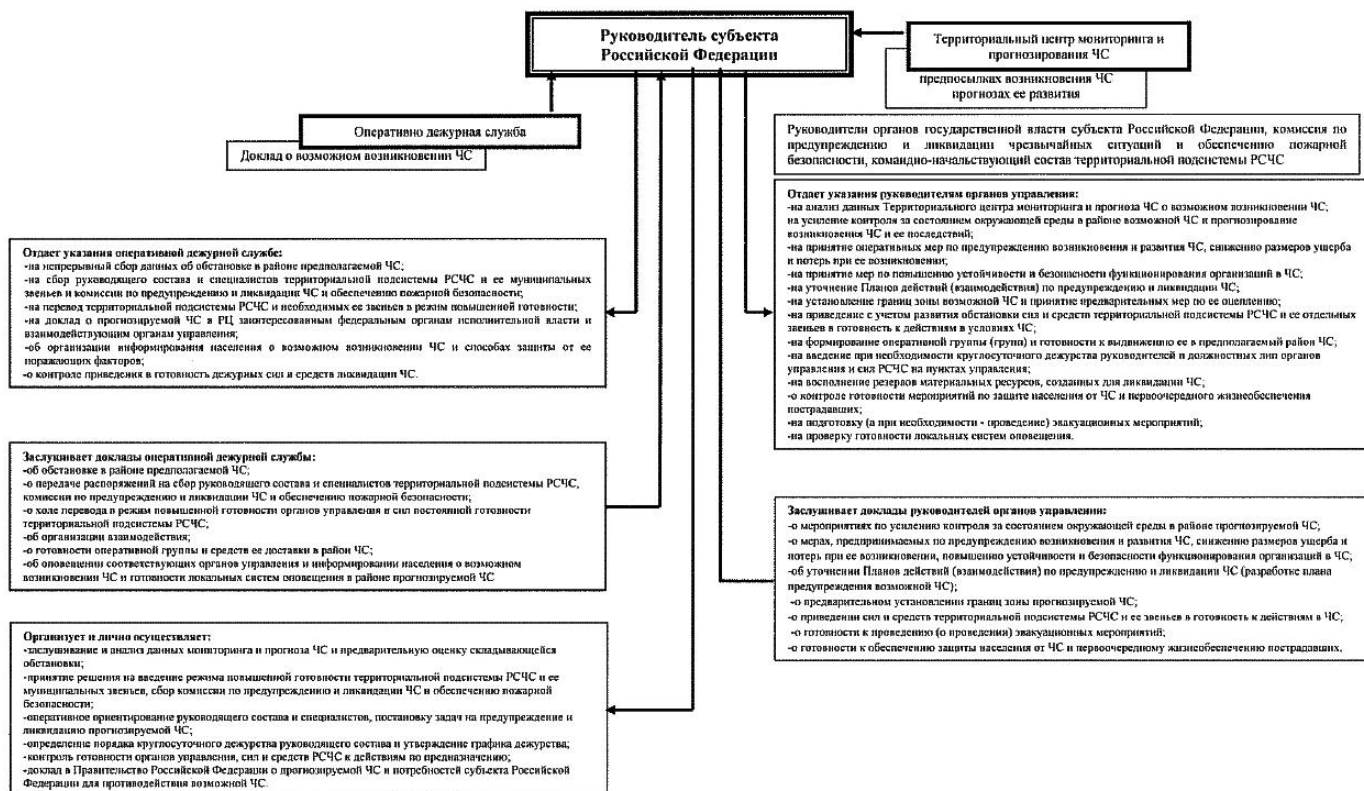 Руководитель субъекта
Российской Федерации
Территориальный центр мониторинга и
прогнозирования ЧС
предпосылках возникновения ЧС
прогнозах ее развития
Оперативно дежурная служба
Доклад о возможном возникновении ЧС
Руководители органов государственной власти субъекта Российской Федерации, комиссия по
предупреждению и ликвидации чрезвычайных ситуаций и обеспечению пожарной
безопасности, командно-начальствующий состав территориальной подсистемы РСЧС
Отдает указания оперативной дежурной службе:
-на непрерывный сбор данных об обстановке в районе предполагаемой ЧС;
-на сбор руководящего состава и специалистов территориальной подсистемы РСЧС и ее муниципальных
звеньев и комиссии по предупреждению и ликвидации ЧС и обеспечению пожарной безопасности;
-на перевод территориальной подсистемы РСЧС и необходимых ее звеньев в режим повышенной готовности;
-на доклад о прогнозируемой ЧС в РЦ заинтересованным федеральным органам исполнительной власти и
взаимодействующим органам управления;
-об организации информирования населения о возможном возникновении ЧС и способах защиты от ее
поражающих факторов;
-о контроле приведения в готовность дежурных сил и средств ликвидации ЧС.
Отдает указания руководителям органов управления:
-на анализ данных Территориального центра мониторинга и прогноза ЧС о возможном возникновении ЧС;
на усиление контроля за состоянием окружающей среды в районе возможной ЧС и прогнозирование
возникновения ЧС и ее последствий;
-на принятие оперативных мер по предупреждению возникновения и развития ЧС, снижению размеров ущерба
и потерь при ее возникновении;
-на принятие мер по повышению устойчивости и безопасности функционирования организаций в ЧС;
-на уточнение Планов действий (взаимодействия) по предупреждению и ликвидации ЧС;
-на установление границ зоны возможной ЧС и принятие предварительных мер по ее оцеплению;
-на приведение с учетом развития обстановки сил и средств территориальной подсистемы РСЧС и ее отдельных
звеньев в готовность к действиям в условиях ЧС;
-на формирование оперативной группы (групп) и готовности к выдвижению ее в предполагаемый район ЧС;
-на введение при необходимости круглосуточного дежурства руководителей и должностных лиц органов
управления и сил РСЧС на пунктах управления;
-на восполнение резервов материальных ресурсов, созданных для ликвидации ЧС;
-о контроле готовности мероприятий по защите населения от ЧС и первоочередного жизнеобеспечения
пострадавших;
-на подготовку (а при необходимости - проведение) эвакуационных мероприятий;
-на проверку готовности локальных систем оповещения.
Заслушивает доклады оперативной дежурной службы:
-об обстановке в районе предполагаемой ЧС;
-о передаче распоряжений на сбор руководящего состава и специалистов территориальной подсистемы РСЧС,
комиссии по предупреждению и ликвидации ЧС и обеспечению пожарной безопасности;
-о ходе перевода в режим повышенной готовности органов управления и сил постоянной готовности
территориальной подсистемы РСЧС;
-об организации взаимодействия;
-о готовности оперативной группы и средств ее доставки в район ЧС;
-об оповещении соответствующих органов управления и информировании населения о возможном
возникновении ЧС и готовности локальных систем оповещения в районе прогнозируемой ЧС
Заслушивает доклады руководителей органов управления:
-о мероприятиях по усилению контроля за состоянием окружающей среды в районе прогнозируемой ЧС;
-о мерах, предпринимаемых по предупреждению возникновения и развития ЧС, снижению размеров ущерба и
потерь при ее возникновении, повышению устойчивости и безопасности функционирования организаций в ЧС;
-об уточнении Планов действий (взаимодействия) по предупреждению и ликвидации ЧС (разработке плана
предупреждения возможной ЧС);
-о предварительном установлении границ зоны прогнозируемой ЧС;
-о приведении сил и средств территориальной подсистемы РСЧС и ее звеньев в готовность к действиям в ЧС;
-о готовности к проведению (о проведения) эвакуационных мероприятий;
-о готовности к обеспечению защиты населения от ЧС и первоочередному жизнеобеспечению пострадавших.
Организует и лично осуществляет:
-заслушивание и анализ данных мониторинга и прогноза ЧС и предварительную оценку складывающейся
обстановки;
-принятие решения на введение режима повышенной готовности территориальной подсистемы РСЧС и ее
муниципальных звеньев, сбор комиссии по предупреждению и ликвидации ЧС и обеспечению пожарной
безопасности;
-оперативное ориентирование руководящего состава и специалистов, постановку задач на предупреждение и
ликвидацию прогнозируемой ЧС;
-определение порядка круглосуточного дежурства руководящего состава и утверждение графика дежурства;
-контроль готовности органов управления, сил и средств РСЧС к действиям по предназначению;
-доклад в Правительство Российской Федерации о прогнозируемой ЧС и потребностей субъекта Российской
Федерации для противодействия возможной ЧС.